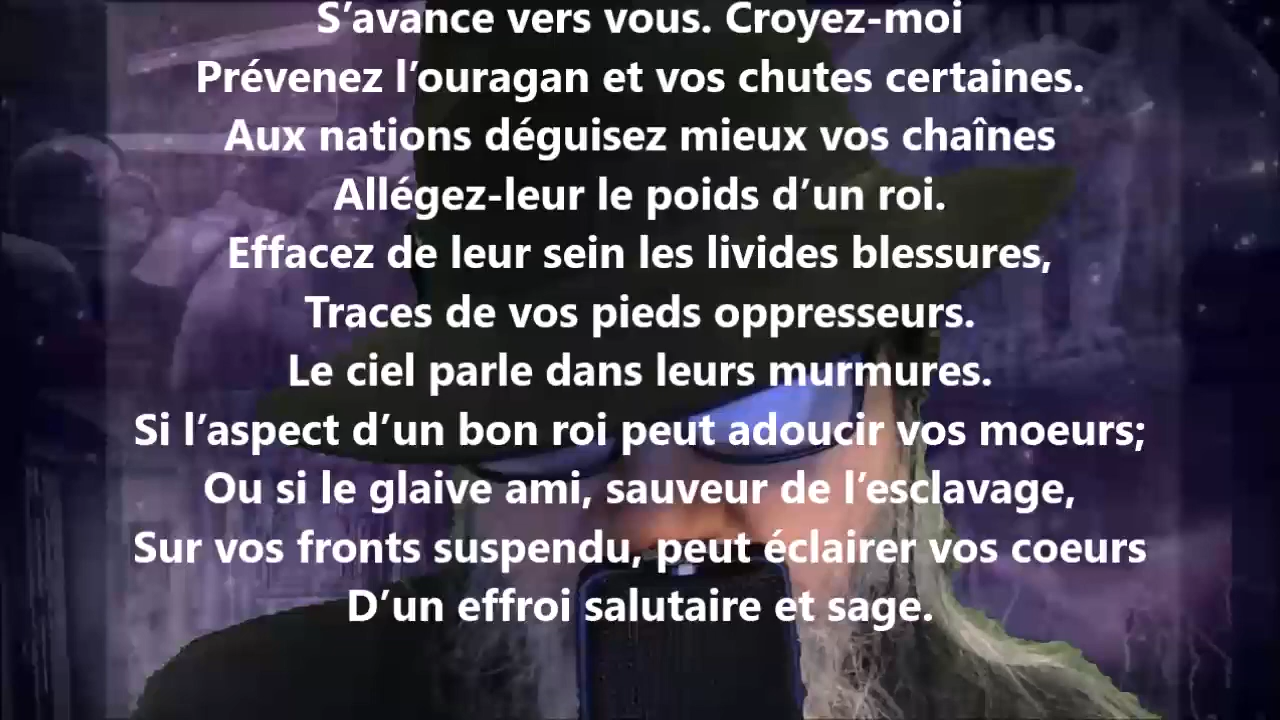 S’avance vers vous. Croyez-moi
Prévenez l’ouragan et vos chutes certaines.
Aux nations déguisez mieux vos chaînes
Allégez-leur le poids d’un roi.
Effacez de leur sein les livides blessures,
Traces de vos pieds oppresseurs.
Le ciel parle dans leurs murmures.
Si l’aspect d’un bon roi peut adoucir vos moeurs;
Ou si le glaive ami, sauveur de l’esclavage,
Sur vos fronts suspendu, peut éclairer vos coeurs
D’un effroi salutaire et sage.